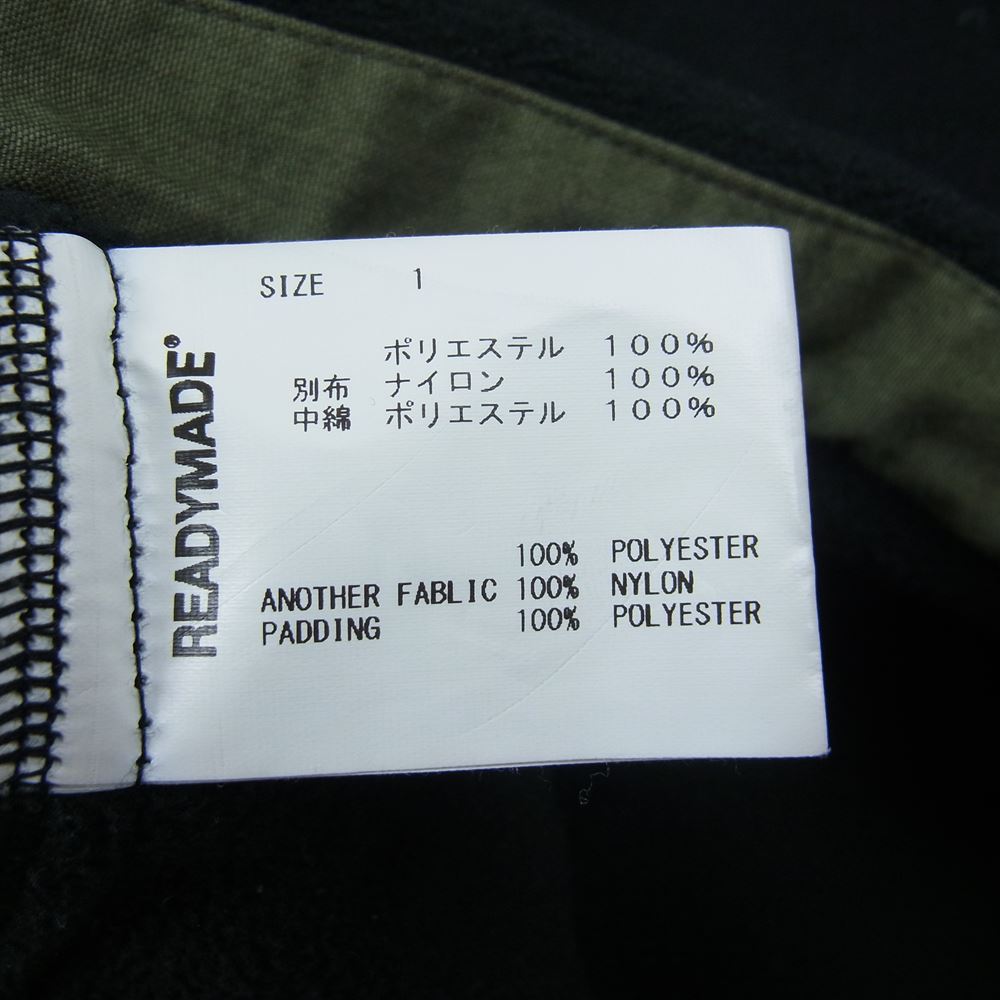 SIZE 1
ポリエステル 100%
別布 ナイロン 100%
中綿 ポリエステル 100%
100% POLYESTER
ANOTHER FABLIC 100% NYLON
PADDING 100% POLYESTER
READYMADE®